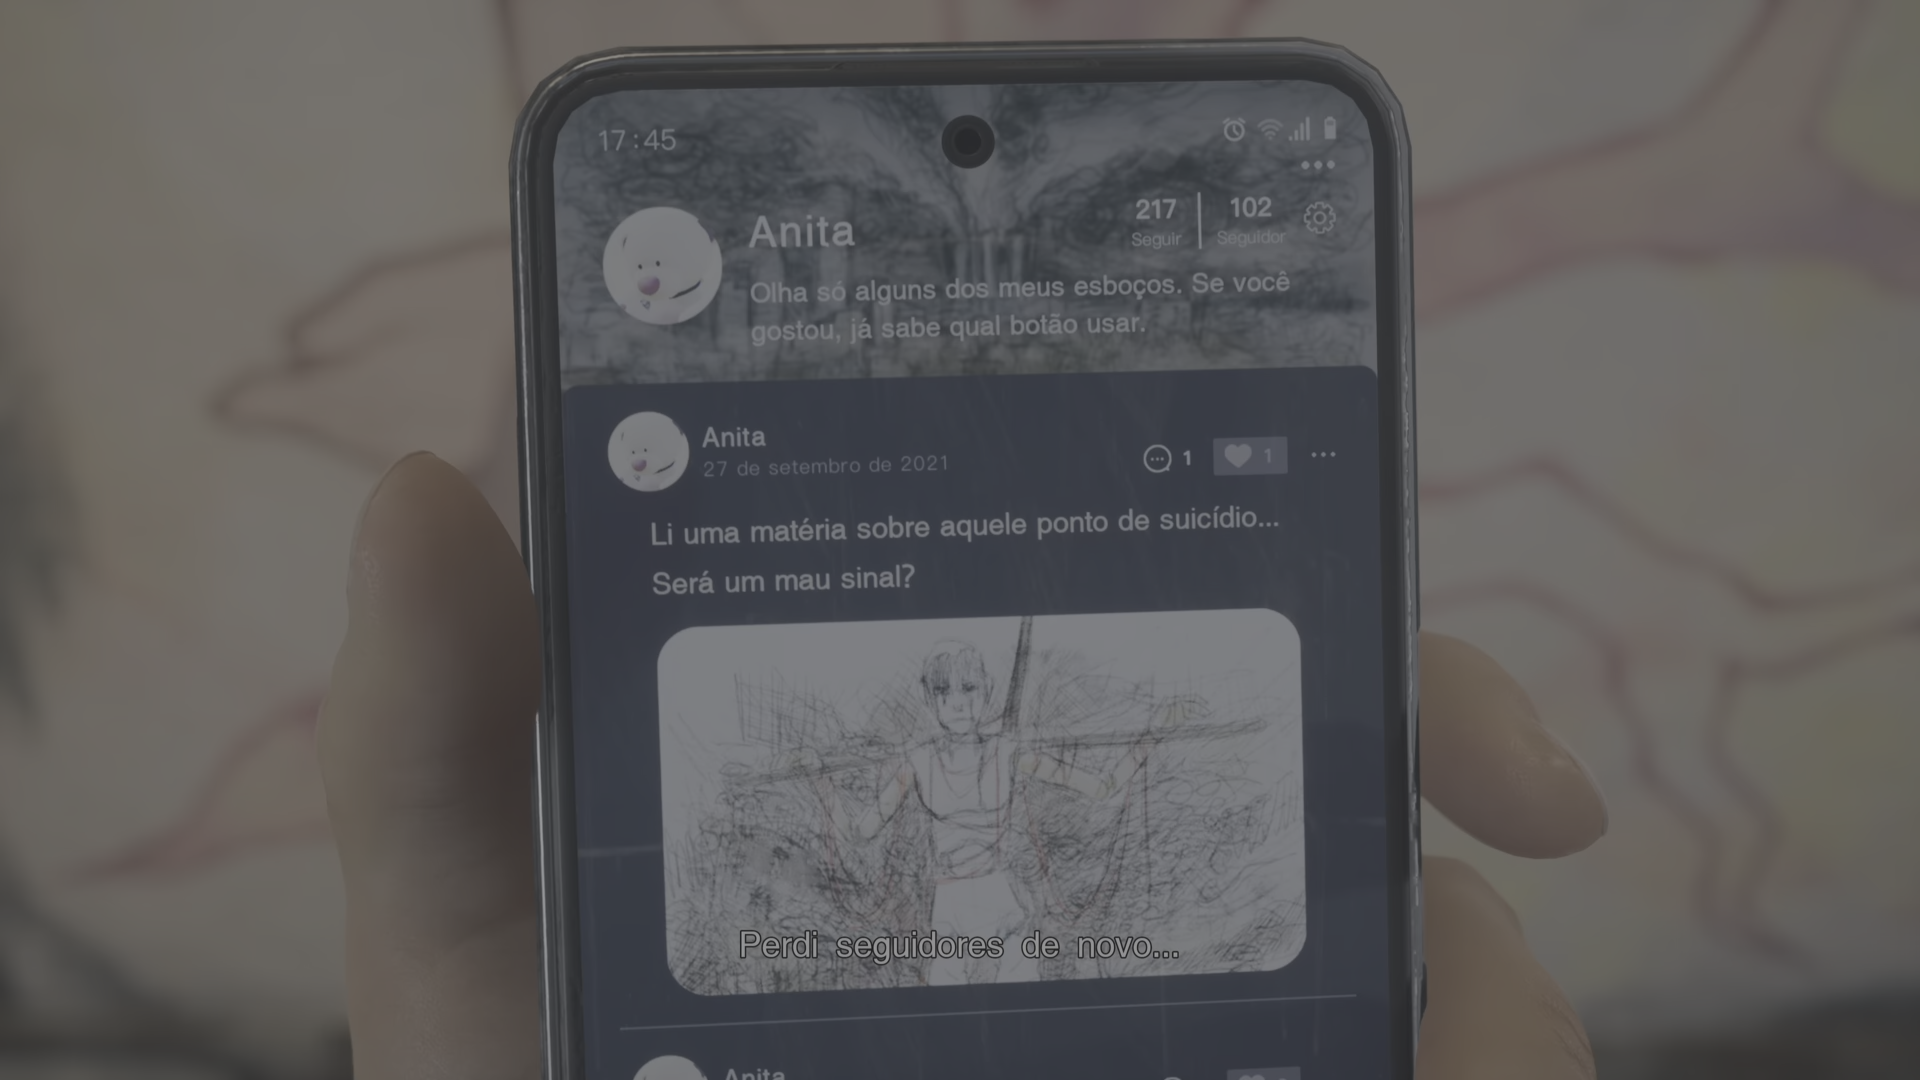 17:45
Anita
217
102
Seguir
Seguidor
Olha só alguns dos meus esboços. Se você
gostou, já sabe qual botão usar.
Anita
27 de setembro de 2021
1
1
Li uma matéria sobre aquele ponto de suicídio...
Será um mau sinal?
Perdi seguidores de novo...
Anita